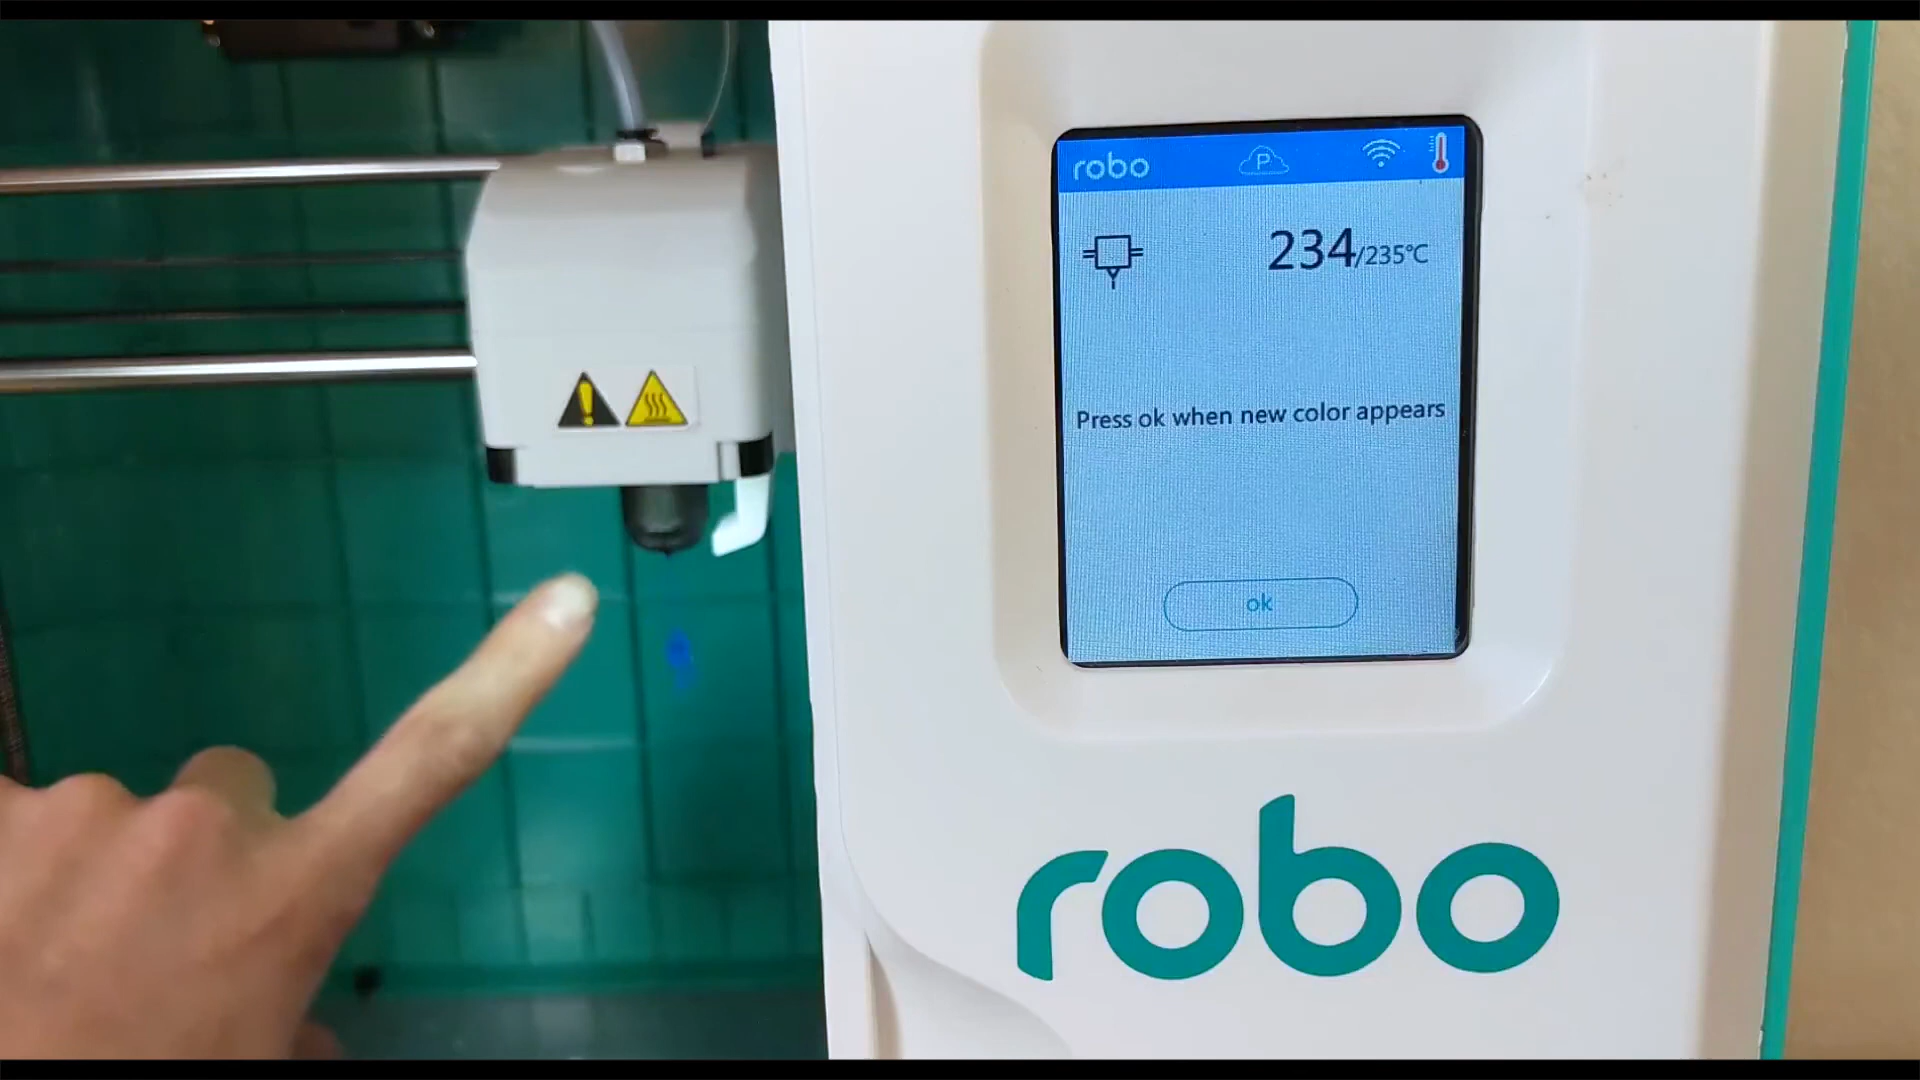 robo
P
234/235°C
Press ok when new color appears
ok
robo